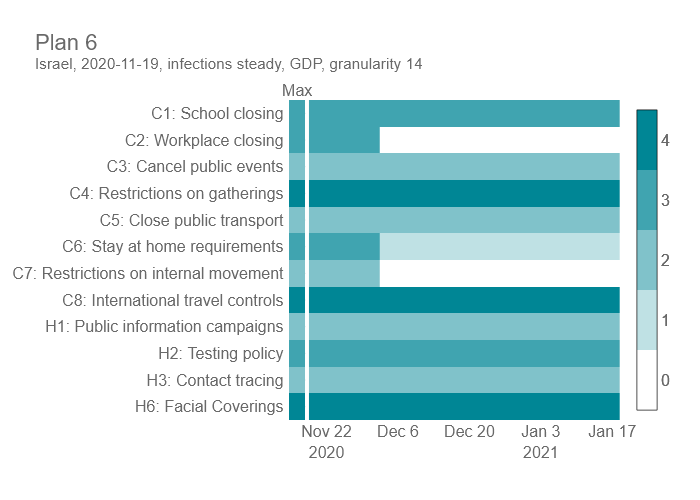 Plan 6
Israel, 2020-11-19, infections steady, GDP, granularity 14
Max
C1: School closing
C2: Workplace closing
C3: Cancel public events
C4: Restrictions on gatherings
C5: Close public transport
C6: Stay at home requirements
C7: Restrictions on internal movement
C8: International travel controls
H1: Public information campaigns
H2: Testing policy
H3: Contact tracing
H6: Facial Coverings
Nov 22 Dec 6 Dec 20 Jan 3 Jan 17
2020 2021
4
3
2
1
0